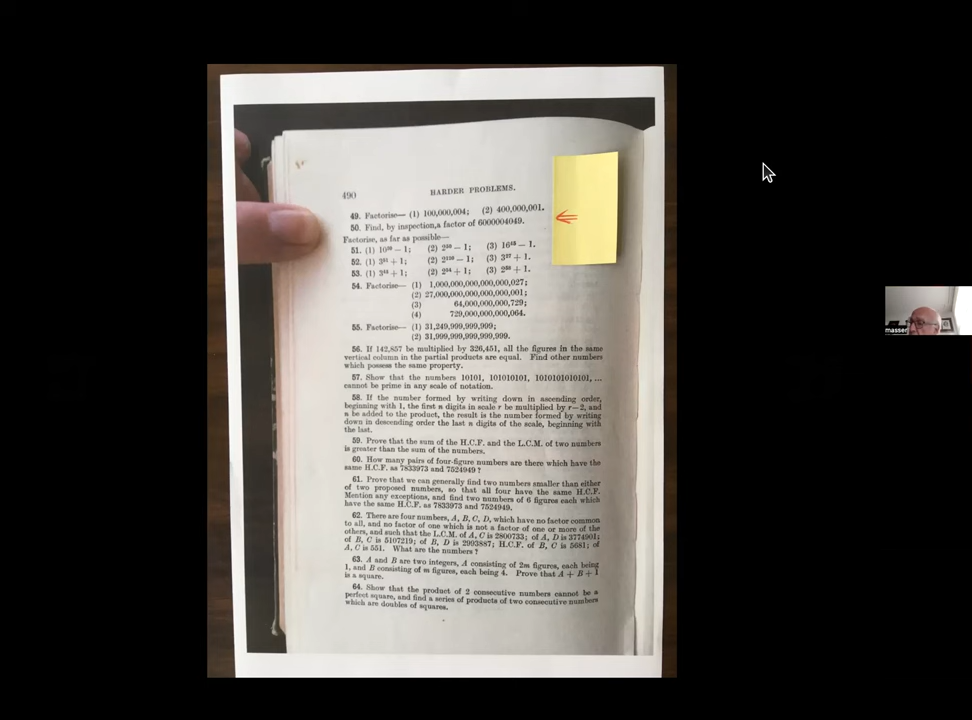 490
HARDER PROBLEMS.
49. Factorise— (1) 100,000,004; (2) 400,000,001.
50. Find, by inspection, a factor of 6000004049.
Factorise, as far as possible—
51. (1) 10³⁰ − 1; (3) 16⁴⁵ − 1.
52. (3) 3²⁷ + 1.
53. (2) 2⁵⁴ + 1;
54. Factorise— (1) 1,000,000,000,000,000,027;
(2) 27,000,000,000,000,000,001;
(3) 64,000,000,000,729;
(4) 729,000,000,000,064.
55. Factorise— (1) 31,249,999,999,999;
(2) 31,999,999,999,999,999.
56. If 142,857 be multiplied by 326,451, all the figures in the same
vertical column in the partial products are equal. Find other numbers
which possess the same property.
57. Show that the numbers 10101, 101010101, 1010101010101, ...
cannot be prime in any scale of notation.
58. If the number formed by writing down in ascending order,
beginning with 1, the first n digits in scale r be multiplied by r−2, and
n be added to the product, the result is the number formed by writing
down in descending order the last n digits of the scale, beginning with
the last.
59. Prove that the sum of the H.C.F. and the L.C.M. of two numbers
is greater than the sum of the numbers.
60. How many pairs of four-figure numbers are there which have the
same H.C.F. as 7833973 and 7524949 ?
61. Prove that we can generally find two numbers smaller than either
of two proposed numbers, so that all four have the same H.C.F.
Mention any exceptions, and find two numbers of 6 figures each which
have the same H.C.F. as 7833973 and 7524949.
62. There are four numbers, A, B, C, D, which have no factor common
to all, and no factor of one which is not a factor of one or more of the
others, and such that the L.C.M. of A, C is 2800733; of A, D is 3774901;
of B, C is 5107219; of B, D is 2993887; H.C.F. of B, C is 5681; of
A, C is 551. What are the numbers ?
63. A and B are two integers, A consisting of 2m figures, each being
1, and B consisting of m figures, each being 4. Prove that A + B + 1
is a square.
64. Show that the product of 2 consecutive numbers cannot be a
perfect square, and find a series of products of two consecutive numbers
which are doubles of squares.
masser